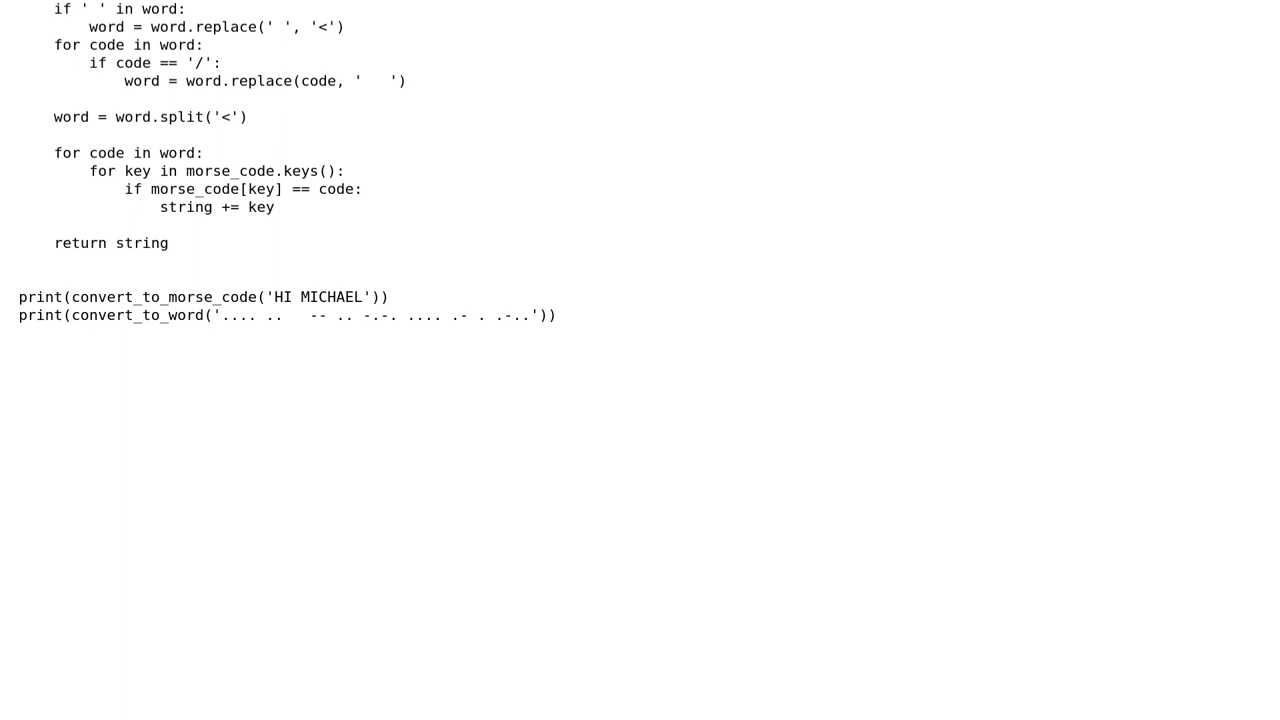 if ' ' in word:
        word = word.replace(' ', '<')
    for code in word:
        if code == '/':
            word = word.replace(code, '   ')

    word = word.split('<')

    for code in word:
        for key in morse_code.keys():
            if morse_code[key] == code:
                string += key

    return string


print(convert_to_morse_code('HI MICHAEL'))
print(convert_to_word('.... ..   -- .. -.-. .... .- . .-..'))